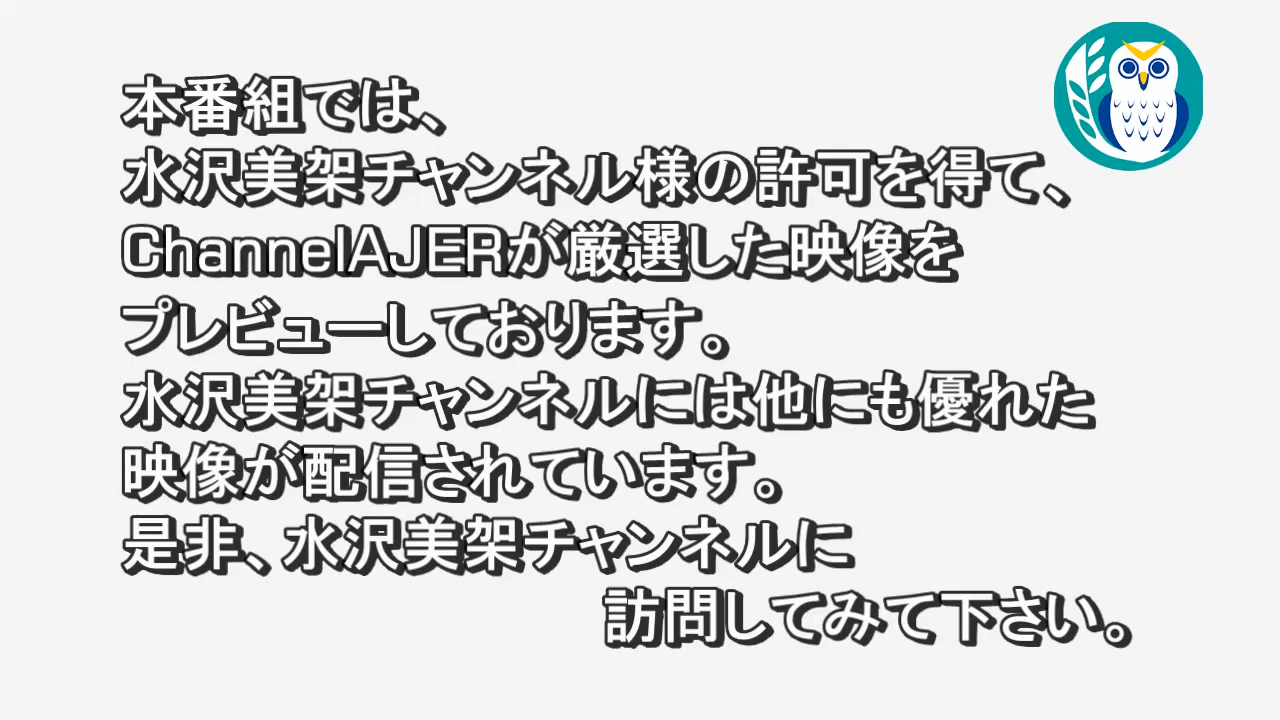 本番組では、
水沢美架チャンネル様の許可を得て、
ChannelAJERが厳選した映像を
プレビューしております。
水沢美架チャンネルには他にも優れた
映像が配信されています。
是非、水沢美架チャンネルに
訪問してみて下さい。